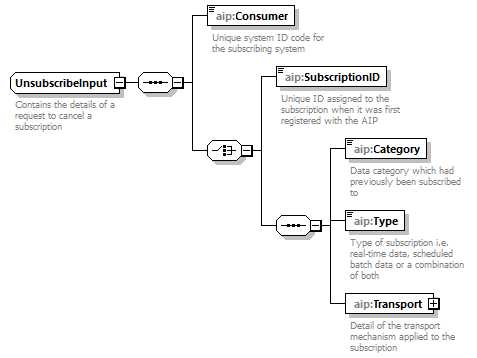 aip:Consumer
Unique system ID code for
the subscribing system
UnsubscribeInput
Contains the details of a
request to cancel a
subscription
aip:SubscriptionID
Unique ID assigned to the
subscription when it was first
registered with the AIP
aip:Category
Data category which had
previously been subscribed
to
aip:Type
Type of subscription i.e.
real-time data, scheduled
batch data or a combination
of both
aip:Transport
Detail of the transport
mechanism applied to the
subscription